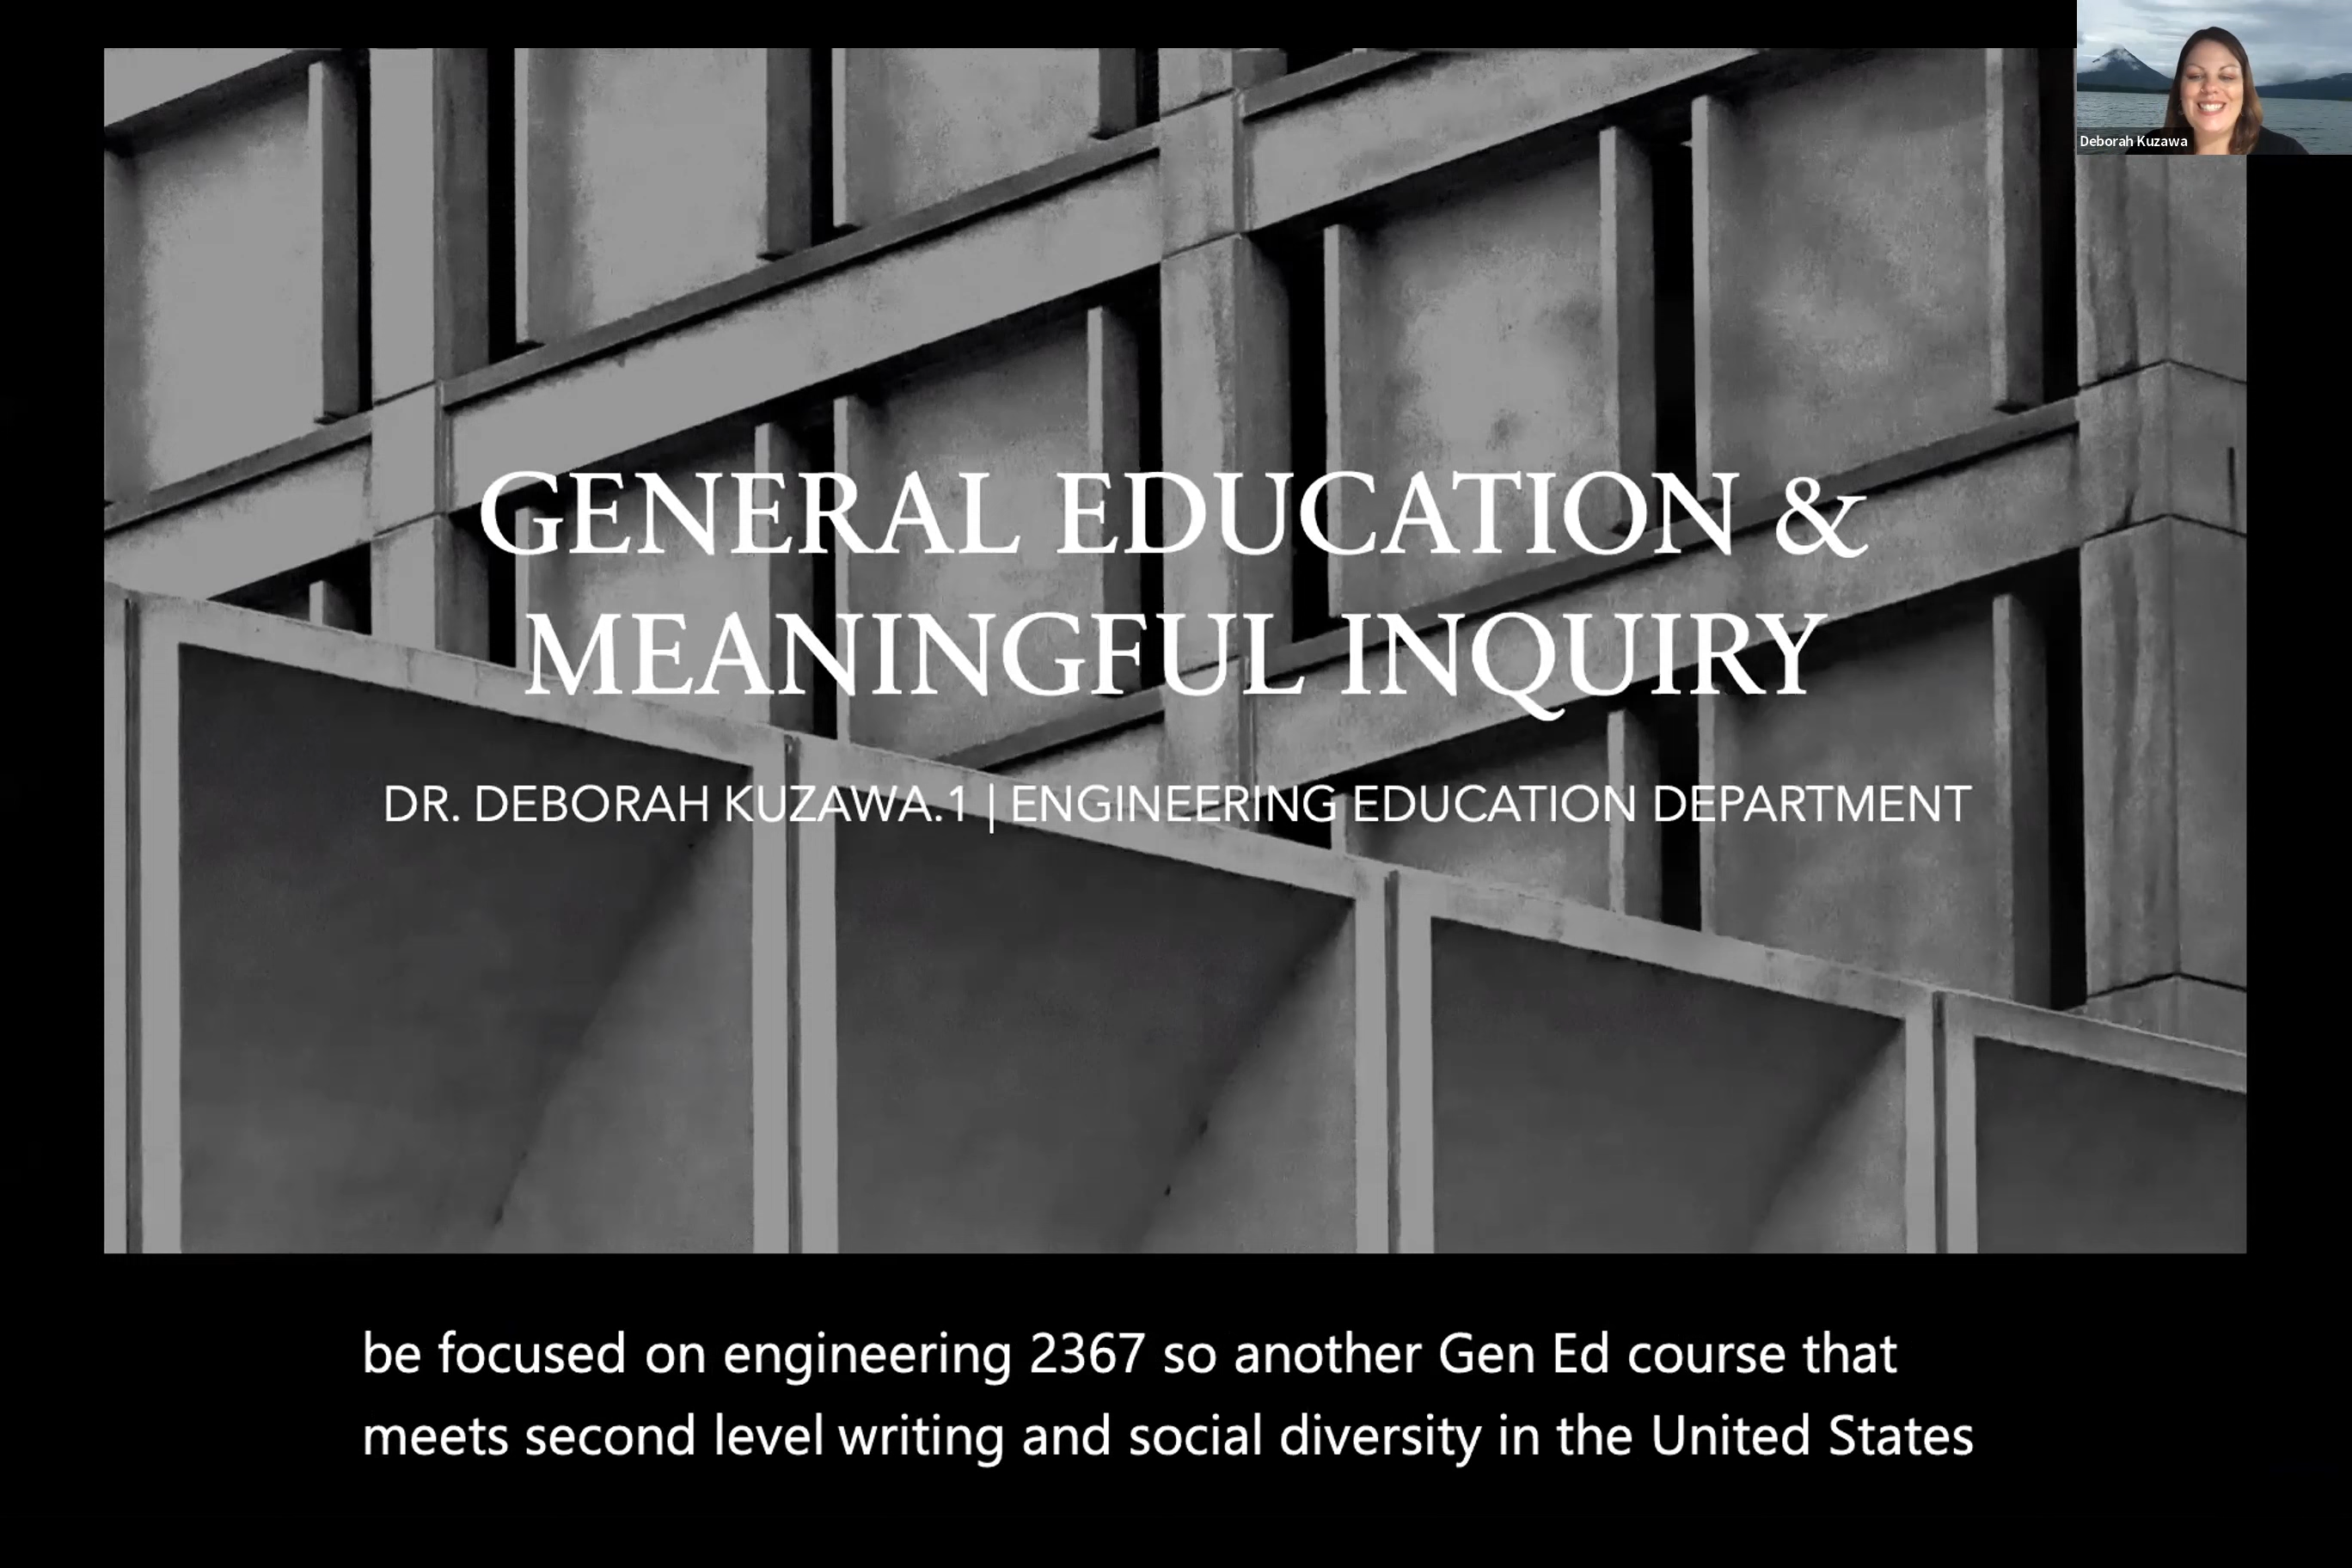 Deborah Kuzawa
GENERAL EDUCATION &
MEANINGFUL INQUIRY
DR. DEBORAH KUZAWA.1 | ENGINEERING EDUCATION DEPARTMENT
be focused on engineering 2367 so another Gen Ed course that
meets second level writing and social diversity in the United States